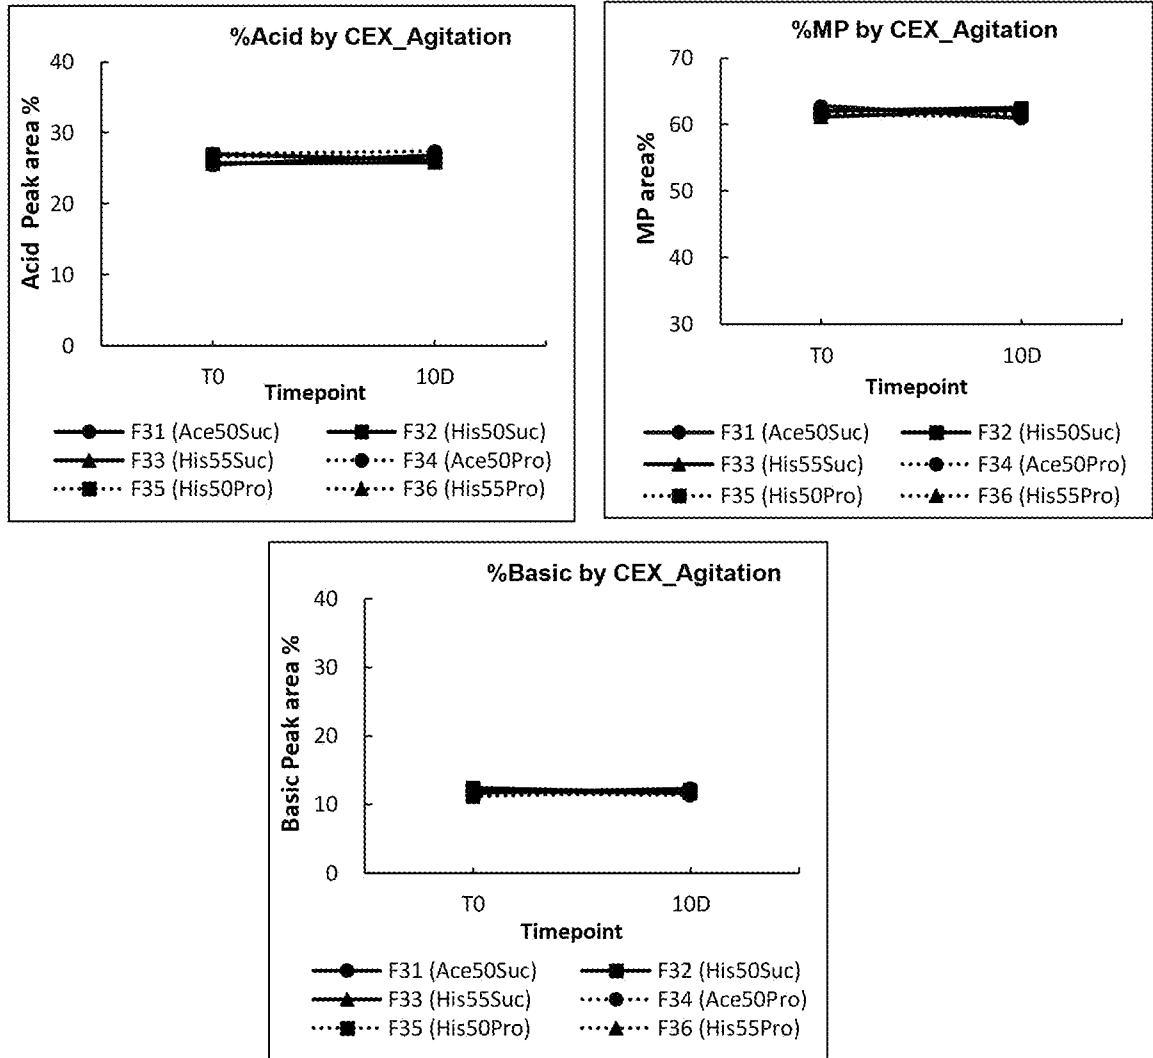 %Acid by CEX_Agitation
Acid Peak area %
40
30
20
10
0
T0 10D
Timepoint
F31 (Ace50Suc) F32 (His50Suc)
F33 (His55Suc) F34 (Ace50Pro)
F35 (His50Pro) F36 (His55Pro)
%MP by CEX_Agitation
MP area%
70
60
50
40
30
T0 10D
Timepoint
F31 (Ace50Suc) F32 (His50Suc)
F33 (His55Suc) F34 (Ace50Pro)
F35 (His50Pro) F36 (His55Pro)
%Basic by CEX_Agitation
Basic Peak area %
40
30
20
10
0
T0 10D
Timepoint
F31 (Ace50Suc) F32 (His50Suc)
F33 (His55Suc) F34 (Ace50Pro)
F35 (His50Pro) F36 (His55Pro)